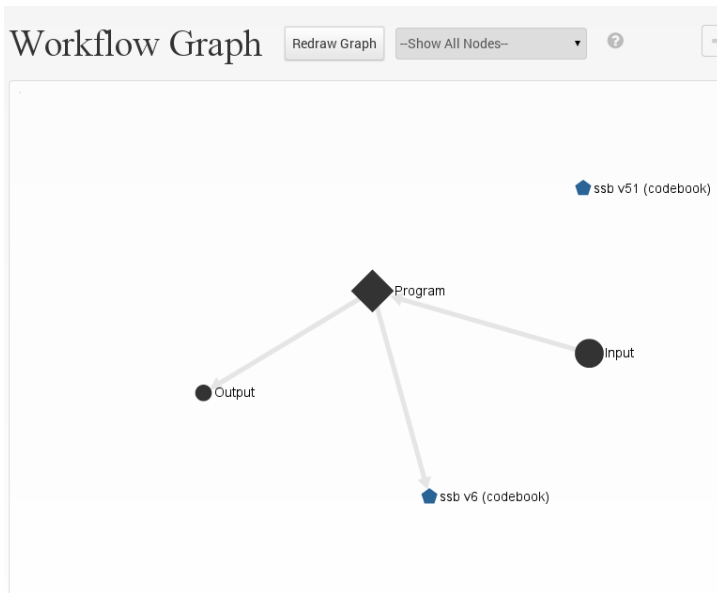 Workflow Graph
Redraw Graph
--Show All Nodes--
?
ssb v51 (codebook)
Program
Input
Output
ssb v6 (codebook)